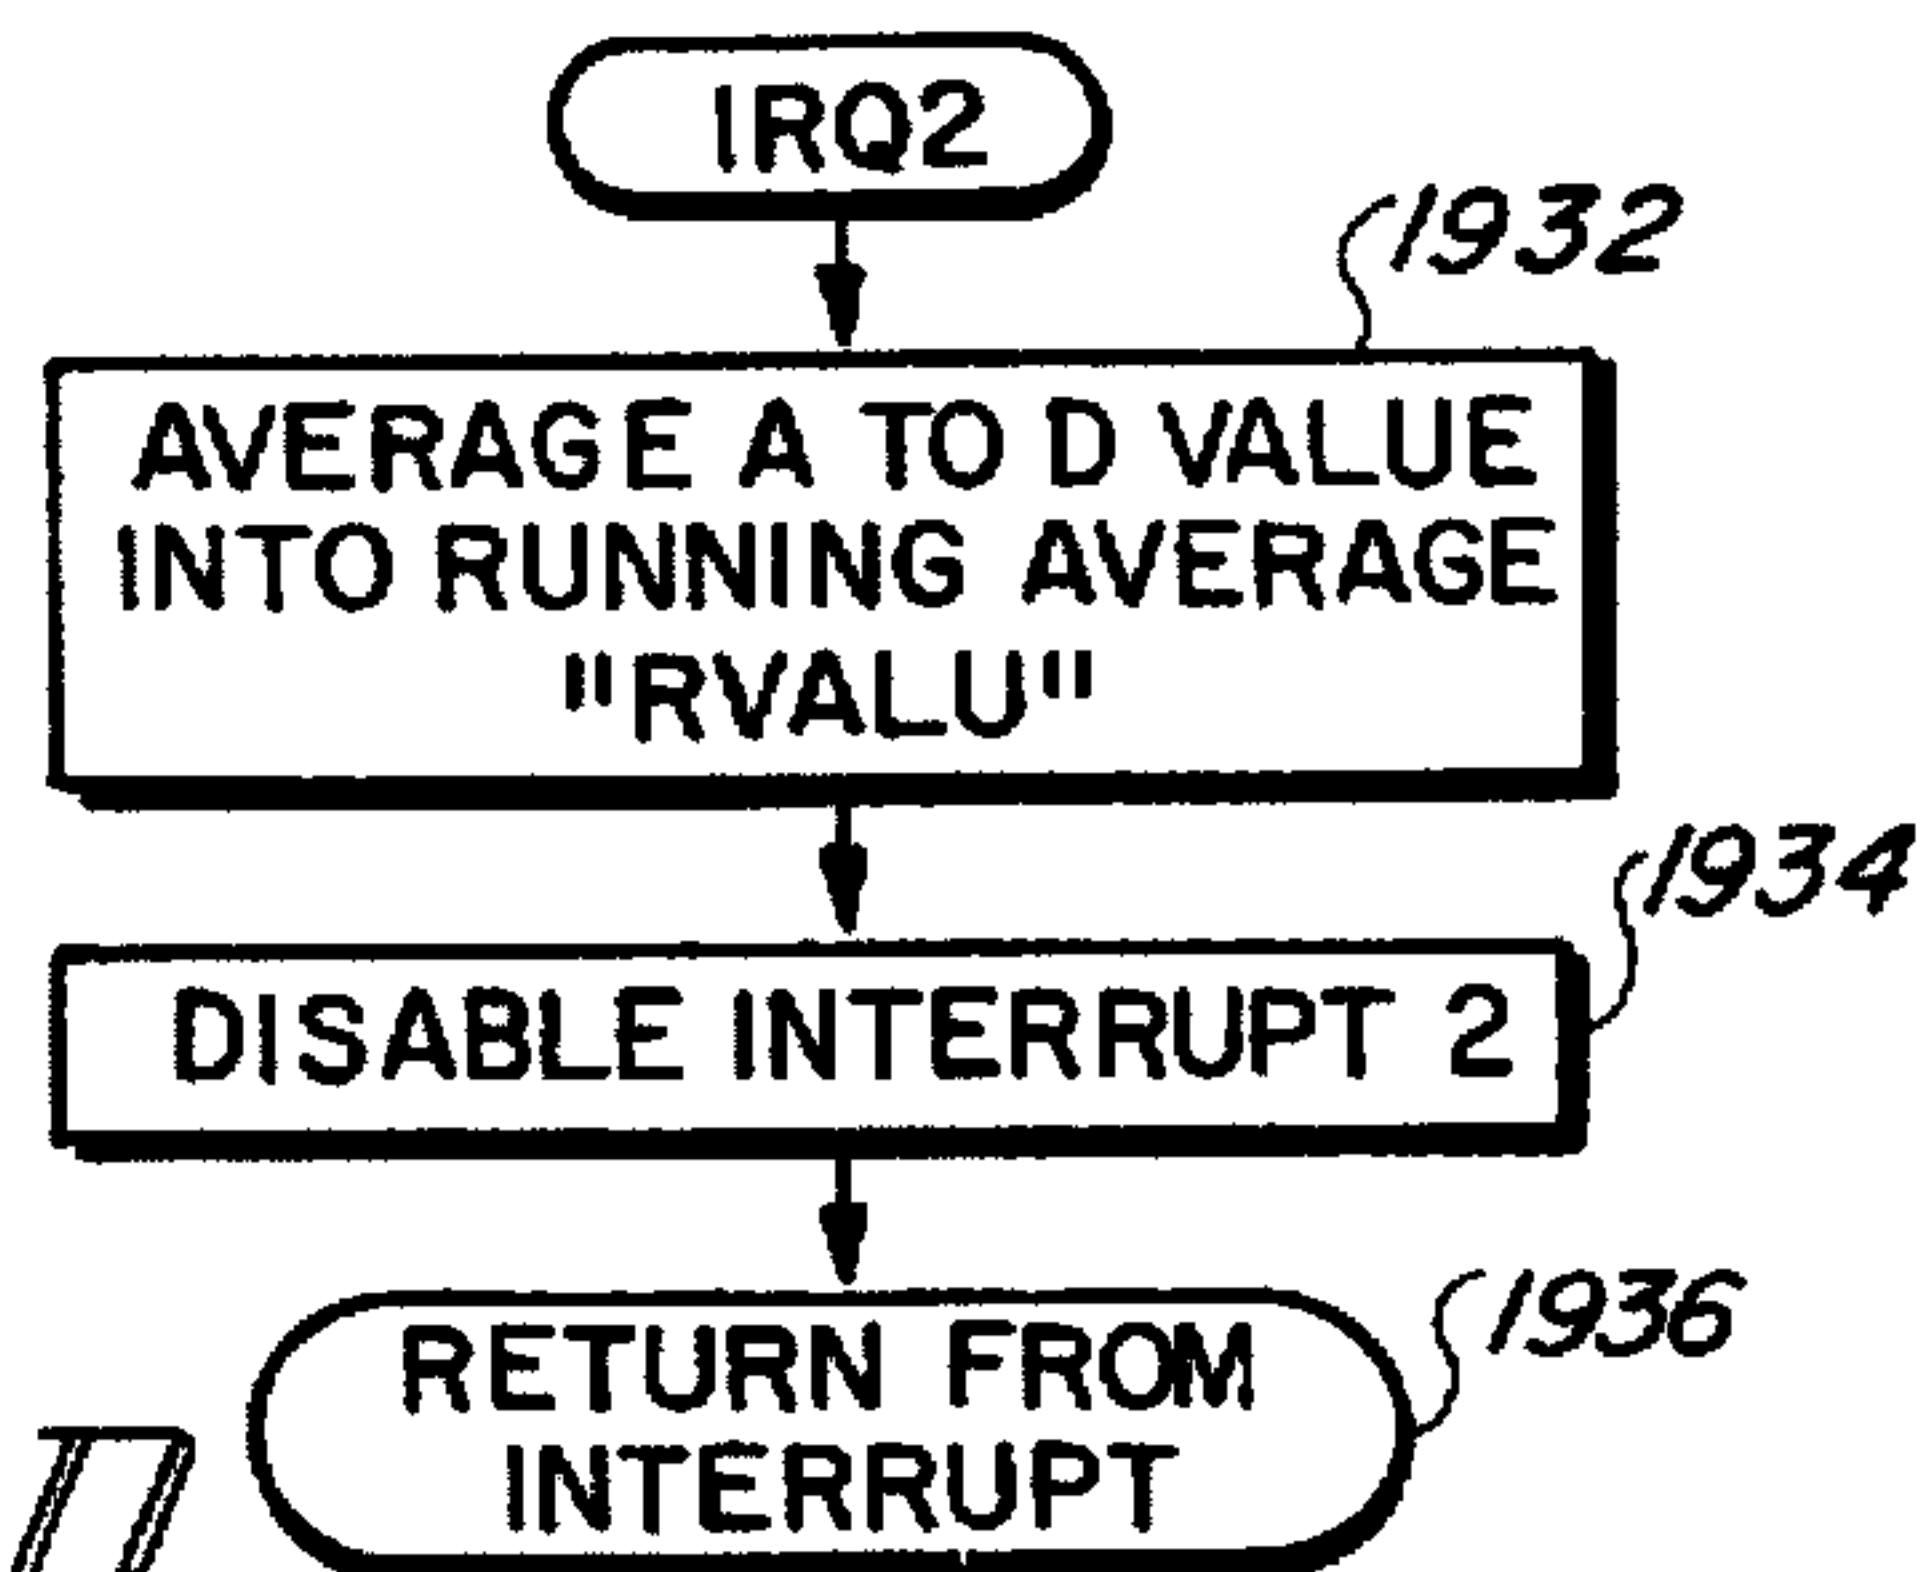 IRQ2
1932
AVERAGE A TO D VALUE
INTO RUNNING AVERAGE
"RVALU"
1934
DISABLE INTERRUPT 2
1936
RETURN FROM
INTERRUPT